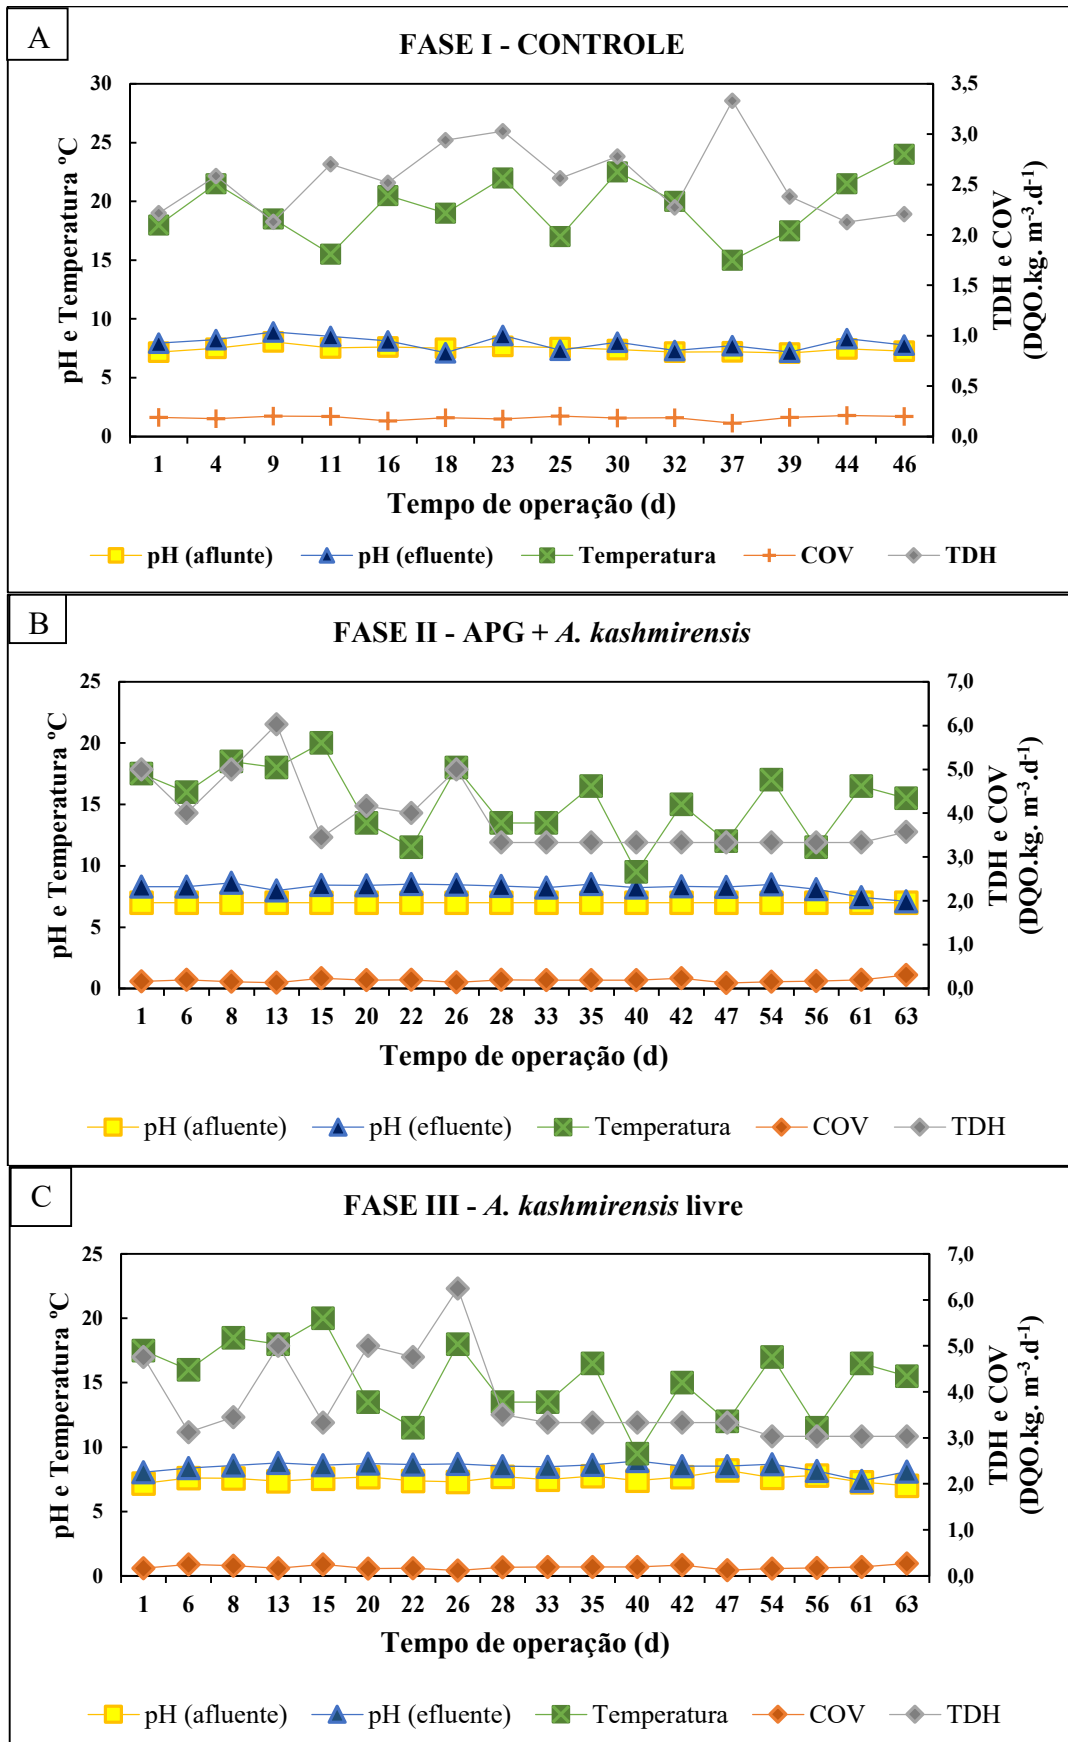 A
FASE I - CONTROLE
30
25
20
15
10
5
0
pH e Temperatura ºC
3,5
3,0
2,5
2,0
1,5
1,0
0,5
0,0
TDH e COV
(DQO.kg. m-3.d-1)
1 4 9 11 16 18 23 25 30 32 37 39 44 46
Tempo de operação (d)
pH (aflunte) pH (efluente) Temperatura COV TDH
B
FASE II - APG + A. kashmirensis
25
20
15
10
5
0
pH e Temperatura ºC
7,0
6,0
5,0
4,0
3,0
2,0
1,0
0,0
TDH e COV
(DQO.kg. m-3.d-1)
1 6 8 13 15 20 22 26 28 33 35 40 42 47 54 56 61 63
Tempo de operação (d)
pH (afluente) pH (efluente) Temperatura COV TDH
C
FASE III - A. kashmirensis livre
25
20
15
10
5
0
pH e Temperatura ºC
7,0
6,0
5,0
4,0
3,0
2,0
1,0
0,0
TDH e COV
(DQO.kg. m-3.d-1)
1 6 8 13 15 20 22 26 28 33 35 40 42 47 54 56 61 63
Tempo de operação (d)
pH (afluente) pH (efluente) Temperatura COV TDH